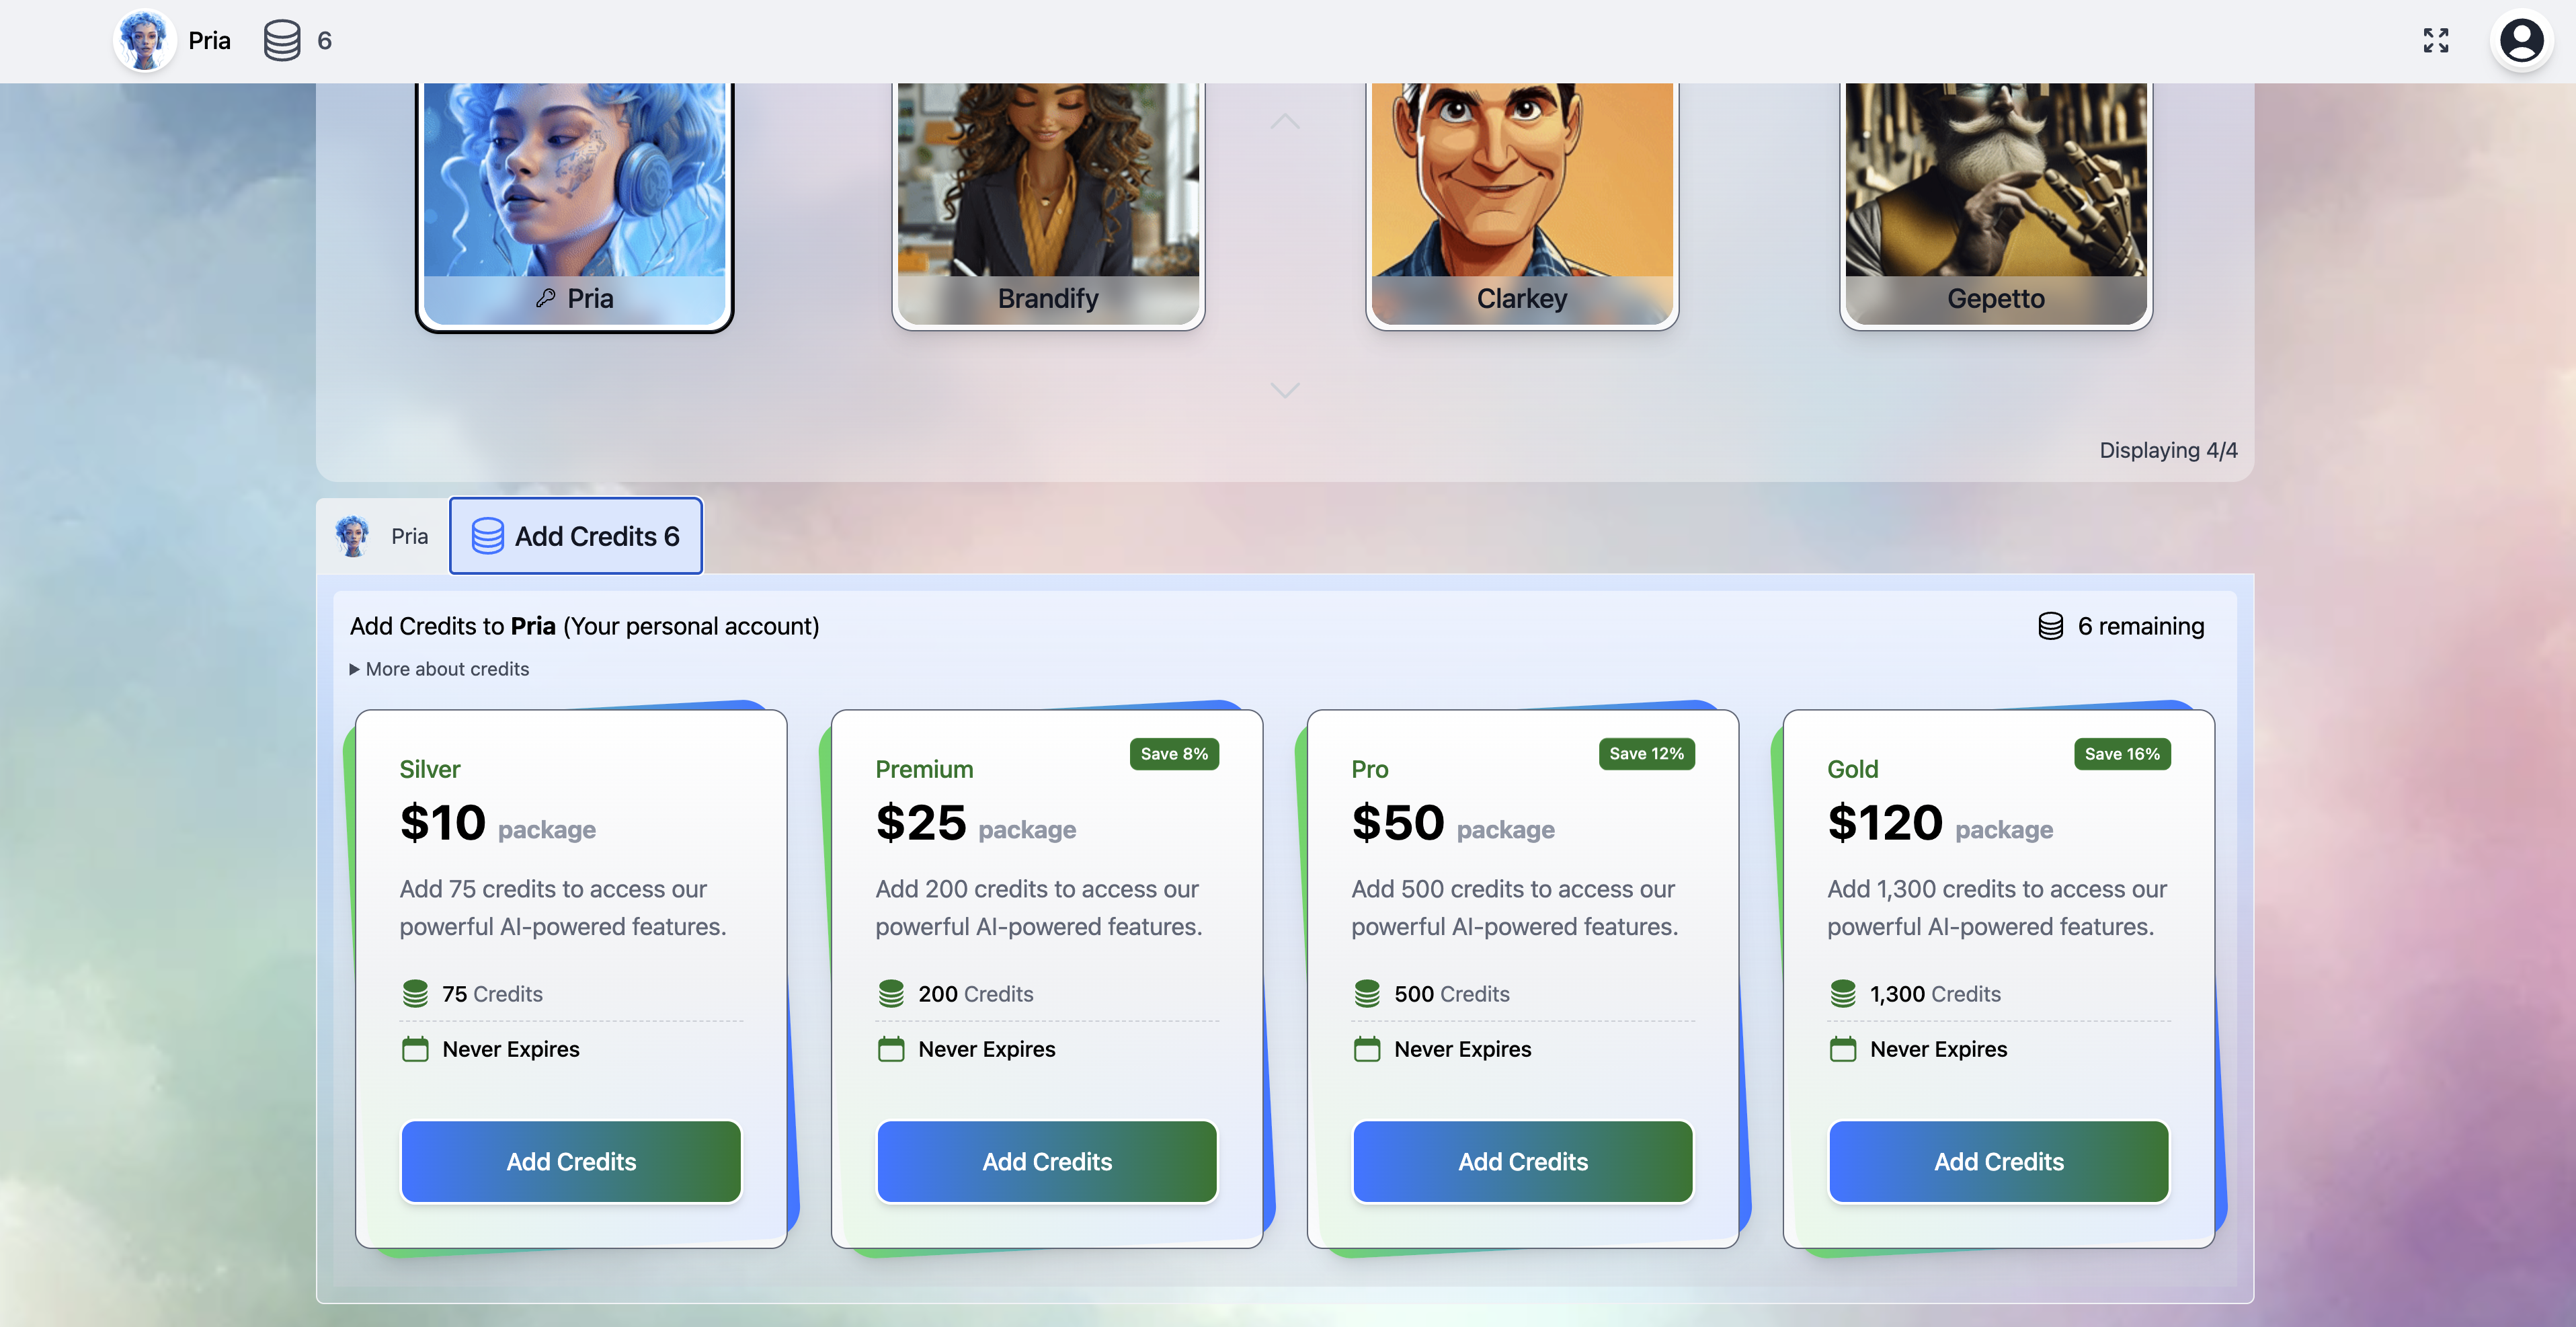 Pria
6
Pria
Brandify
Clarkey
Gepetto
Displaying 4/4
Pria
Add Credits 6
Add Credits to Pria (Your personal account)
6 remaining
More about credits
Silver
$10 package
Add 75 credits to access our
powerful AI-powered features.
75 Credits
Never Expires
Add Credits
Save 8%
Premium
$25 package
Add 200 credits to access our
powerful AI-powered features.
200 Credits
Never Expires
Add Credits
Save 12%
Pro
$50 package
Add 500 credits to access our
powerful AI-powered features.
500 Credits
Never Expires
Add Credits
Save 16%
Gold
$120 package
Add 1,300 credits to access our
powerful AI-powered features.
1,300 Credits
Never Expires
Add Credits